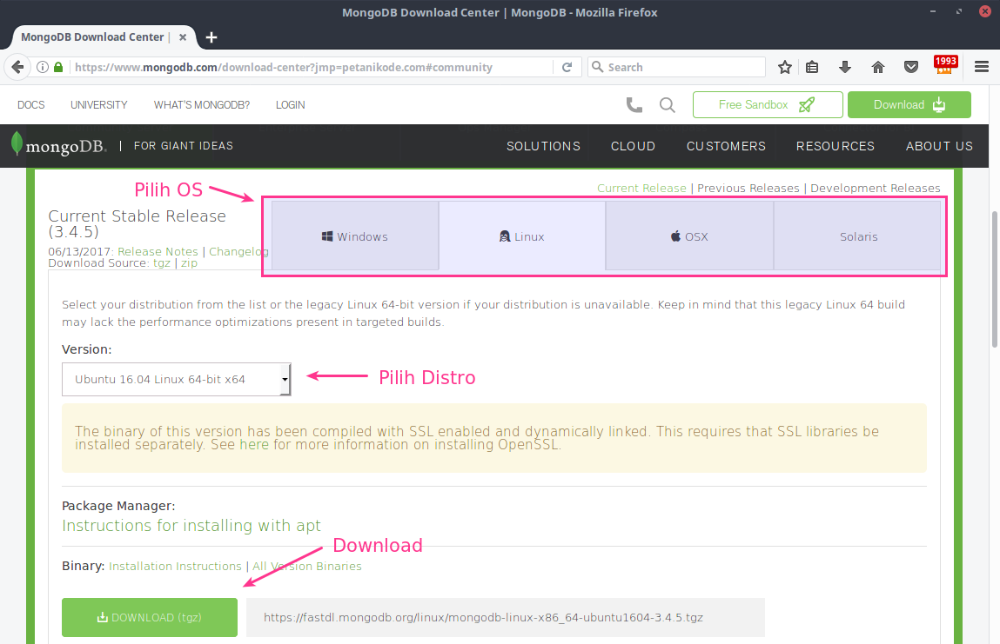 MongoDB Download Center | MongoDB - Mozilla Firefox
MongoDB Download Center |
https://www.mongodb.com/download-center?jmp=petanikode.com#community
Search
1993
DOCS
UNIVERSITY
WHAT'S MONGODB?
LOGIN
Free Sandbox
Download
mongoDB.
FOR GIANT IDEAS
SOLUTIONS
CLOUD
CUSTOMERS
RESOURCES
ABOUT US
Pilih OS
Current Release | Previous Releases | Development Releases
Current Stable Release
(3.4.5)
06/13/2017: Release Notes | Changelog
Download Source: tgz | zip
Windows
Linux
OSX
Solaris
Select your distribution from the list or the legacy Linux 64-bit version if your distribution is unavailable. Keep in mind that this legacy Linux 64 build
may lack the performance optimizations present in targeted builds.
Version:
Ubuntu 16.04 Linux 64-bit x64
Pilih Distro
The binary of this version has been compiled with SSL enabled and dynamically linked. This requires that SSL libraries be
installed separately. See here for more information on installing OpenSSL.
Package Manager:
Instructions for installing with apt
Download
Binary: Installation Instructions | All Version Binaries
DOWNLOAD (tgz)
https://fastdl.mongodb.org/linux/mongodb-linux-x86_64-ubuntu1604-3.4.5.tgz